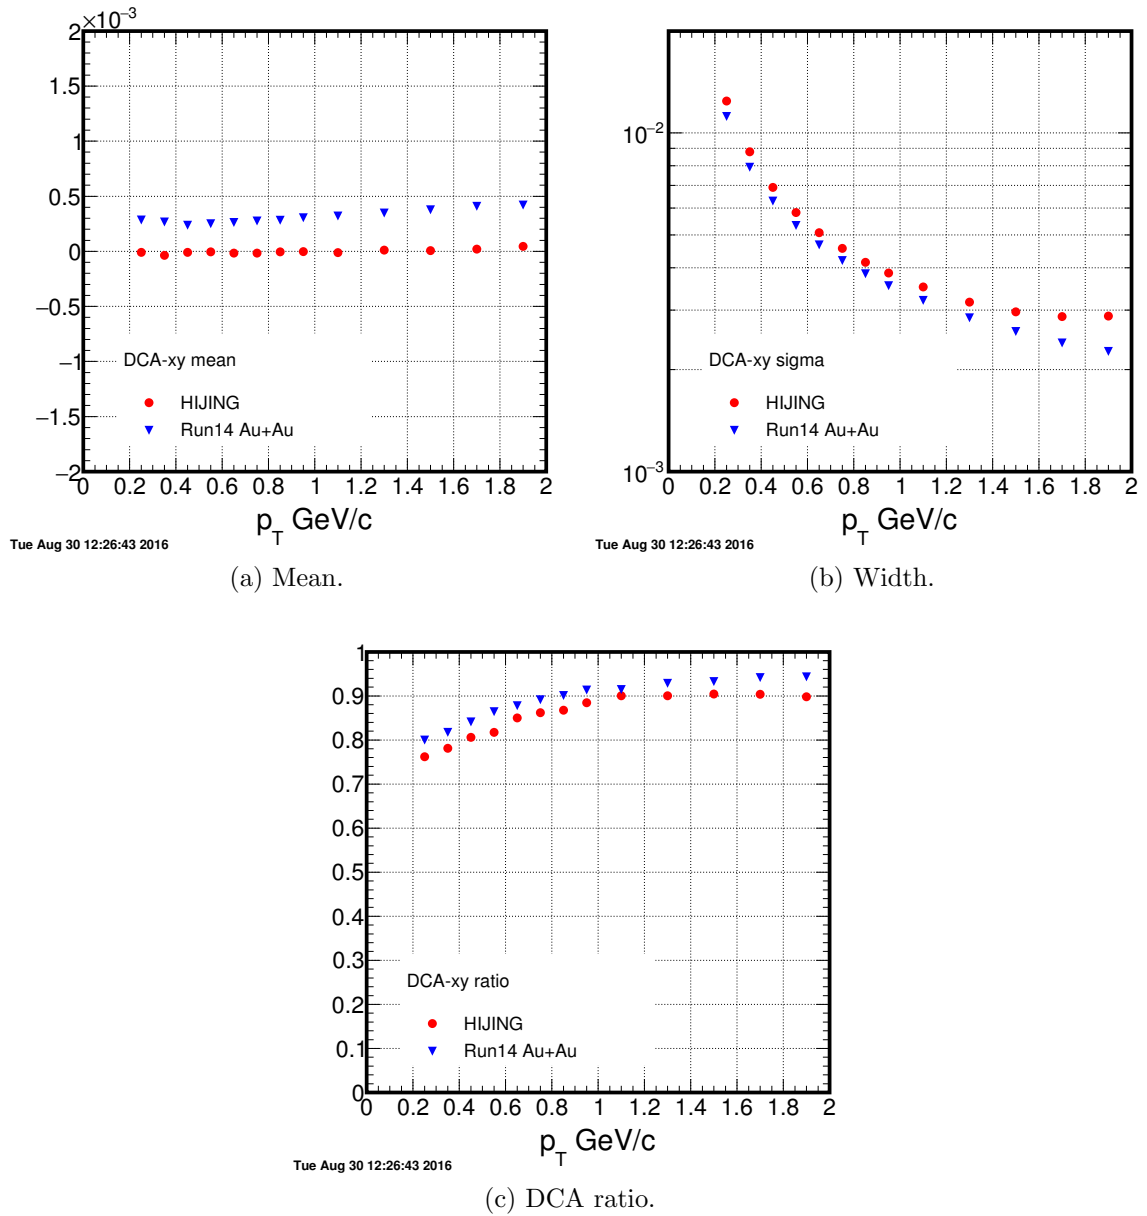 2×10⁻³
1.5
1
0.5
0
−0.5
−1
−1.5
−2
DCA-xy mean
HIJING
Run14 Au+Au
0 0.2 0.4 0.6 0.8 1 1.2 1.4 1.6 1.8 2
p_T GeV/c
Tue Aug 30 12:26:43 2016
(a) Mean.
10⁻²
10⁻³
DCA-xy sigma
HIJING
Run14 Au+Au
0 0.2 0.4 0.6 0.8 1 1.2 1.4 1.6 1.8 2
p_T GeV/c
Tue Aug 30 12:26:43 2016
(b) Width.
1
0.9
0.8
0.7
0.6
0.5
0.4
0.3
0.2
0.1
0
DCA-xy ratio
HIJING
Run14 Au+Au
0 0.2 0.4 0.6 0.8 1 1.2 1.4 1.6 1.8 2
p_T GeV/c
Tue Aug 30 12:26:43 2016
(c) DCA ratio.